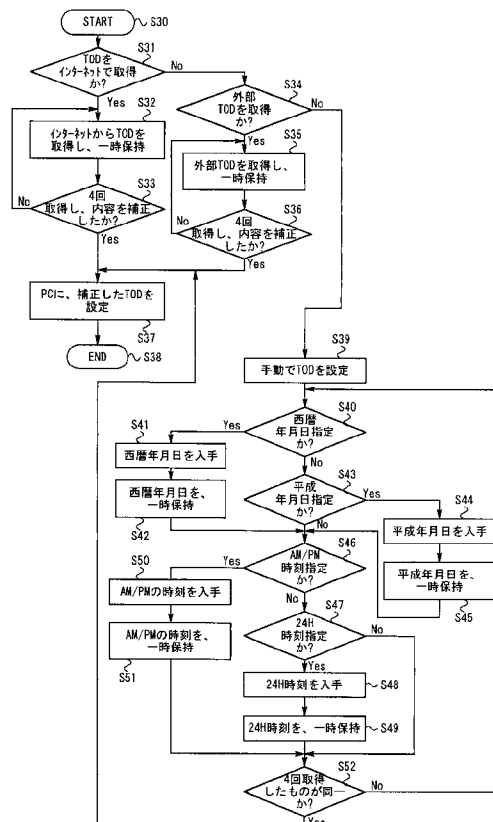 START
S30
S31
TODを
インターネットで取得
か?
No
Yes
S32
インターネットからTODを
取得し、一時保持
S33
4回
取得し、内容を補正
したか?
No
Yes
S34
外部
TODを取得
か?
No
Yes
S35
外部TODを取得し、
一時保持
S36
4回
取得し、内容を補正
したか?
No
Yes
PCに、補正したTODを
設定
S37
END
S38
S39
手動でTODを設定
S40
西暦
年月日指定
か?
Yes
No
S41
西暦年月日を入手
西暦年月日を、
一時保持
S42
S43
平成
年月日指定
か?
Yes
No
S44
平成年月日を入手
平成年月日を、
一時保持
S45
S46
AM/PM
時刻指定
か?
Yes
No
S50
AM/PMの時刻を入手
AM/PMの時刻を、
一時保持
S51
S47
24H
時刻指定
か?
No
Yes
24H時刻を入手
S48
24H時刻を、一時保持
S49
S52
4回取得
したものが同一
か?
No
Yes